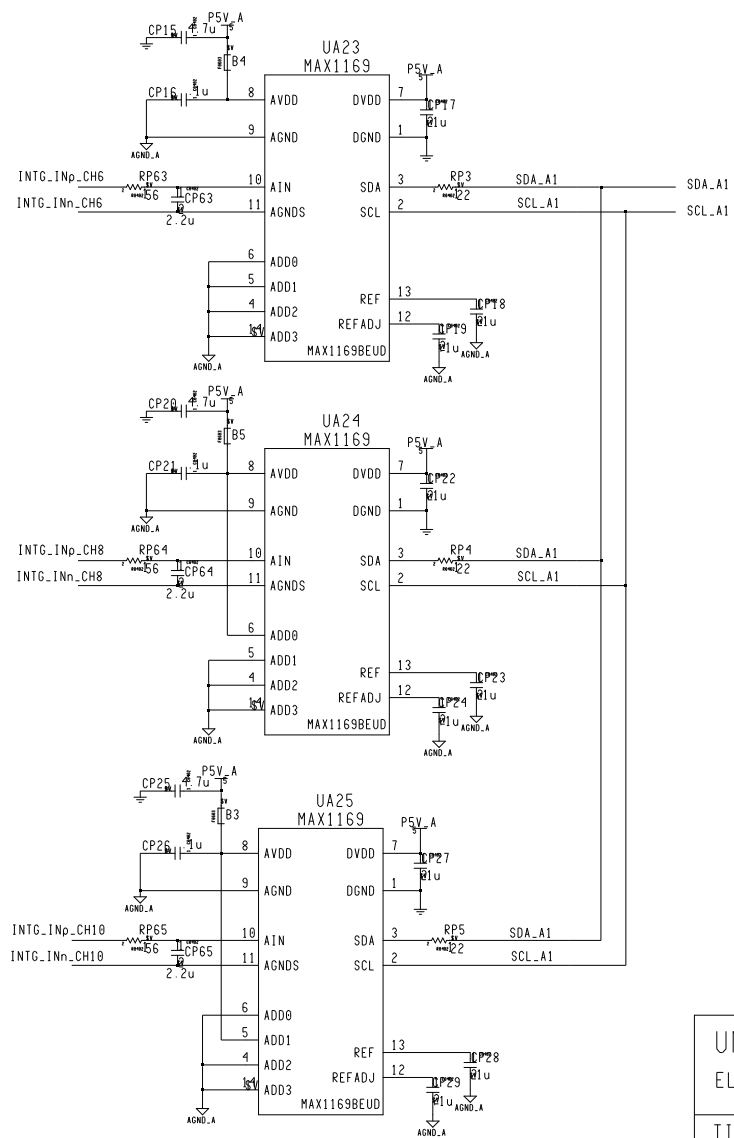 CP15 4.7u P5V_A
B4
UA23
MAX1169
P5V_A
CP16 .1u 8 AVDD DVDD 7 CP17
.1u
9 AGND DGND 1
AGND_A
INTG_INp_CH6 RP63 10 AIN SDA 3 RP3 SDA_A1 SDA_A1
56 CP63 22
INTG_INn_CH6 11 AGNDS SCL 2 SCL_A1 SCL_A1
2.2u
6 ADD0
5 ADD1
4 ADD2
14 ADD3
REF 13 CP18
.1u
REFADJ 12 CP19
.1u
MAX1169BEUD
AGND_A
AGND_A
AGND_A
CP20 4.7u P5V_A
B5
UA24
MAX1169
P5V_A
CP21 .1u 8 AVDD DVDD 7 CP22
.1u
9 AGND DGND 1
AGND_A
INTG_INp_CH8 RP64 10 AIN SDA 3 RP4 SDA_A1
56 CP64 22
INTG_INn_CH8 11 AGNDS SCL 2 SCL_A1
2.2u
6 ADD0
5 ADD1
4 ADD2
14 ADD3
REF 13 CP23
.1u
REFADJ 12 CP24
.1u
MAX1169BEUD
AGND_A
AGND_A
AGND_A
CP25 4.7u P5V_A
B3
UA25
MAX1169
P5V_A
CP26 .1u 8 AVDD DVDD 7 CP27
.1u
9 AGND DGND 1
AGND_A
INTG_INp_CH10 RP65 10 AIN SDA 3 RP5 SDA_A1
56 CP65 22
INTG_INn_CH10 11 AGNDS SCL 2 SCL_A1
2.2u
6 ADD0
5 ADD1
4 ADD2
14 ADD3
REF 13 CP28
.1u
REFADJ 12 CP29
.1u
MAX1169BEUD
AGND_A
AGND_A
AGND_A
EL